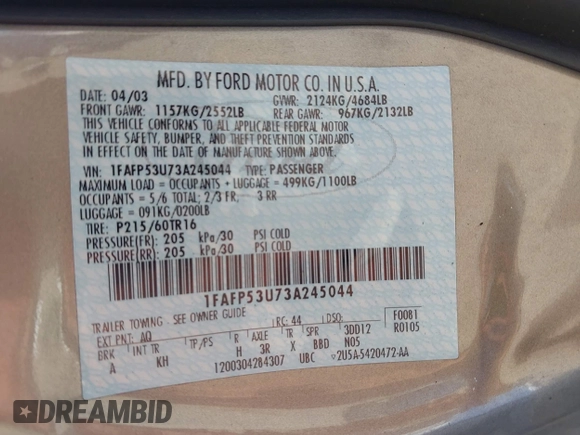 MFD. BY FORD MOTOR CO. IN U.S.A.
DATE: 04/03 GVWR: 2124KG/4684LB
FRONT GAWR: 1157KG/2552LB REAR GAWR: 967KG/2132LB
THIS VEHICLE CONFORMS TO ALL APPLICABLE FEDERAL MOTOR
VEHICLE SAFETY, BUMPER, AND THEFT PREVENTION STANDARDS
IN EFFECT ON THE DATE OF MANUFACTURE SHOWN ABOVE.
VIN: 1FAFP53U73A245044 TYPE: PASSENGER
MAXIMUM LOAD = OCCUPANTS + LUGGAGE = 499KG/1100LB
OCCUPANTS = 5/6 TOTAL; 2/3 FR; 3 RR
LUGGAGE = 091KG/0200LB
TIRE: P215/60TR16
PRESSURE(FR) 205 kPa/30 PSI COLD
PRESSURE(RR) 205 kPa/30 PSI COLD
1FAFP53U73A245044
TRAILER TOWING - SEE OWNER GUIDE
EXT PNT: AQ RC: 44 DSO: F0081
BRK INT TR TP/PS R AXLE TR SPR 3DD12 R0105
A KH H 3R X BBD N05
1200304284307 UBC 2U5A-5420472-AA
DREAMBID